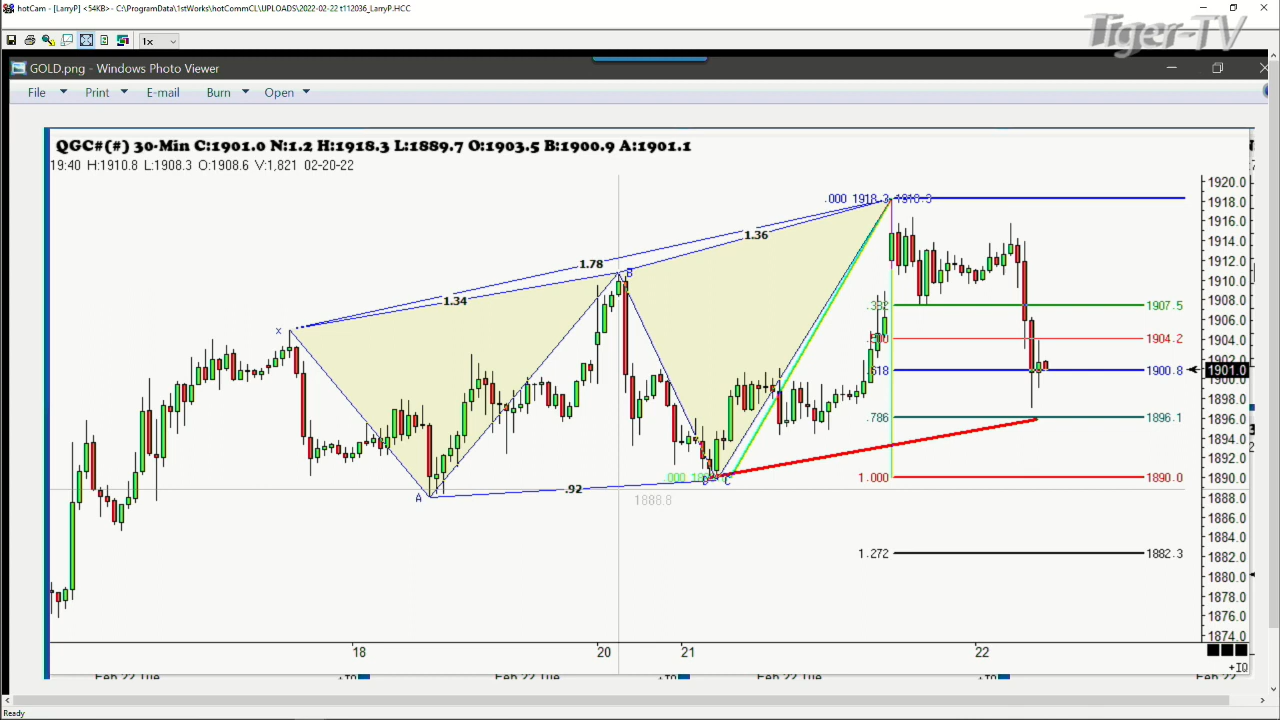 hotCam - [LarryP] <54KB>- C:\ProgramData\1stWorks\hotCommCL\UPLOADS\2022-02-22 t112036_LarryP.HCC
1x
Tiger-TV
GOLD.png - Windows Photo Viewer
File Print E-mail Burn Open
QGC#(#) 30-Min C:1901.0 N:1.2 H:1918.3 L:1889.7 O:1903.5 B:1900.9 A:1901.1
19:40 H:1910.8 L:1908.3 O:1908.6 V:1,821 02-20-22
1920.0
.000 1918.3 1918.3
1918.0
1916.0
1.36
1914.0
1.78
1912.0
B
1910.0
1.34
1908.0
.382
1907.5
1906.0
X
1904.2
1904.0
1902.0
.618
1900.8
1901.0
1900.0
1898.0
.786
1896.1
1896.0
1894.0
1892.0
1.000
1890.0
1890.0
C
.92
A
1888.8
1888.0
1886.0
1884.0
1.272
1882.3
1882.0
1880.0
1878.0
1876.0
1874.0
18 20 21 22
+IO
Feb 22 Tue Feb 22 Tue Feb 22 Tue Feb 22
Ready